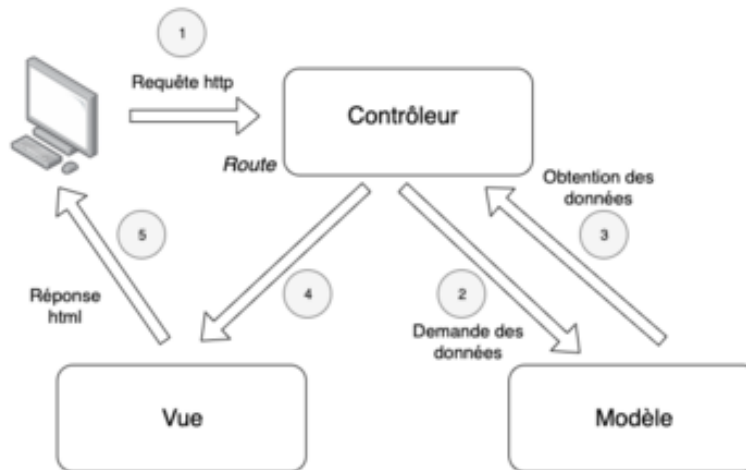 1
Requête http
Contrôleur
Route
Obtention des
données
3
5
4
2
Réponse
html
Demande des
données
Vue
Modèle